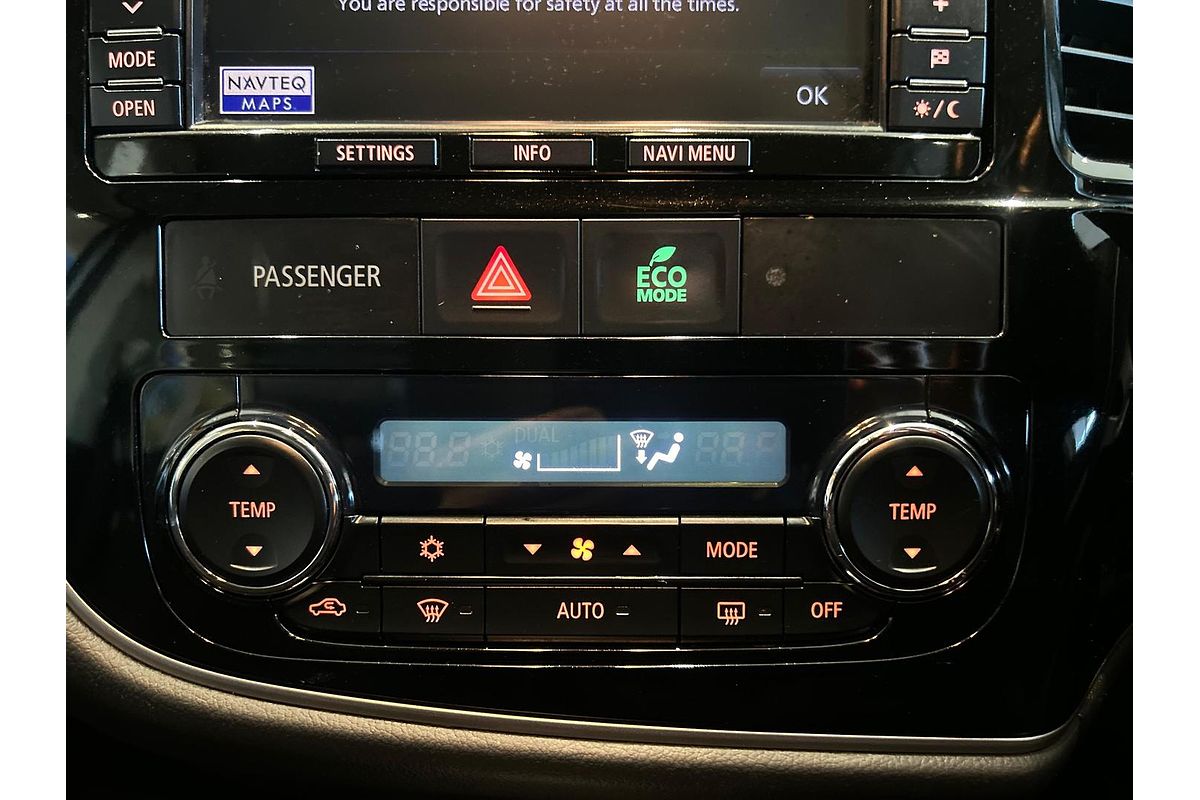 You are responsible for safety at all the times.
MODE
NAVTEQ
MAPS
OK
OPEN
SETTINGS INFO NAVI MENU
PASSENGER
ECO
MODE
DUAL
TEMP
TEMP
MODE
AUTO
OFF